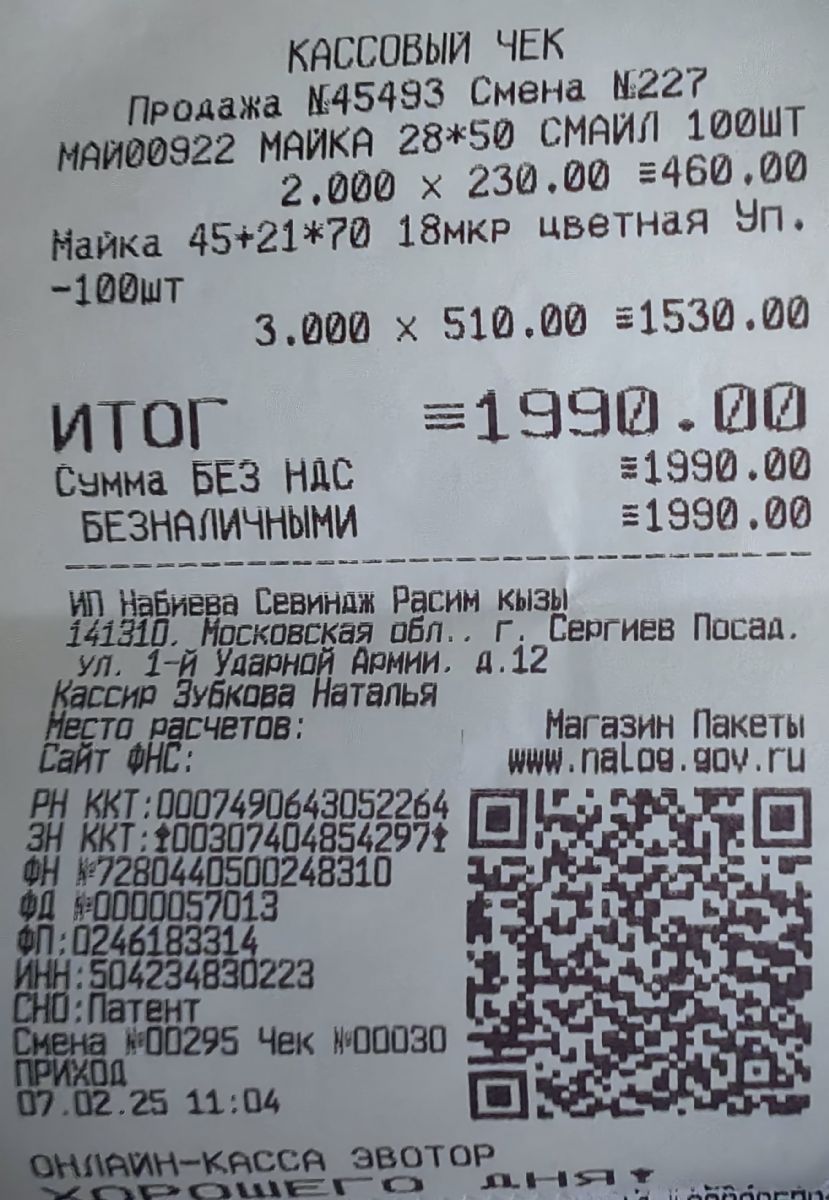 КАССОВЫЙ ЧЕК
Продажа №45493 Смена №227
МАЙ00922 МАЙКА 28*50 СМАЙЛ 100ШТ
2.000 x 230.00 ≡460.00
Майка 45+21*70 18мкр цветная Уп.
-100шт
3.000 x 510.00 ≡1530.00
ИТОГ ≡1990.00
Сумма БЕЗ НДС ≡1990.00
БЕЗНАЛИЧНЫМИ ≡1990.00
ИП Набиева Севиндж Расим кызы
141310, Московская обл., г. Сергиев Посад,
ул. 1-й Ударной Армии, д.12
Кассир Зубкова Наталья
Место расчетов: Магазин Пакеты
Сайт ФНС: www.nalog.gov.ru
РН ККТ:0007490643052264
ЗН ККТ:00307404854297
ФН №7280440500248310
ФД №0000057013
ФП:0246183314
ИНН:504234830223
СНО:Патент
Смена №00295 Чек №00030
ПРИХОД
07.02.25 11:04
ОНЛАЙН-КАССА ЭВОТОР
ХОРОШЕГО ДНЯ!